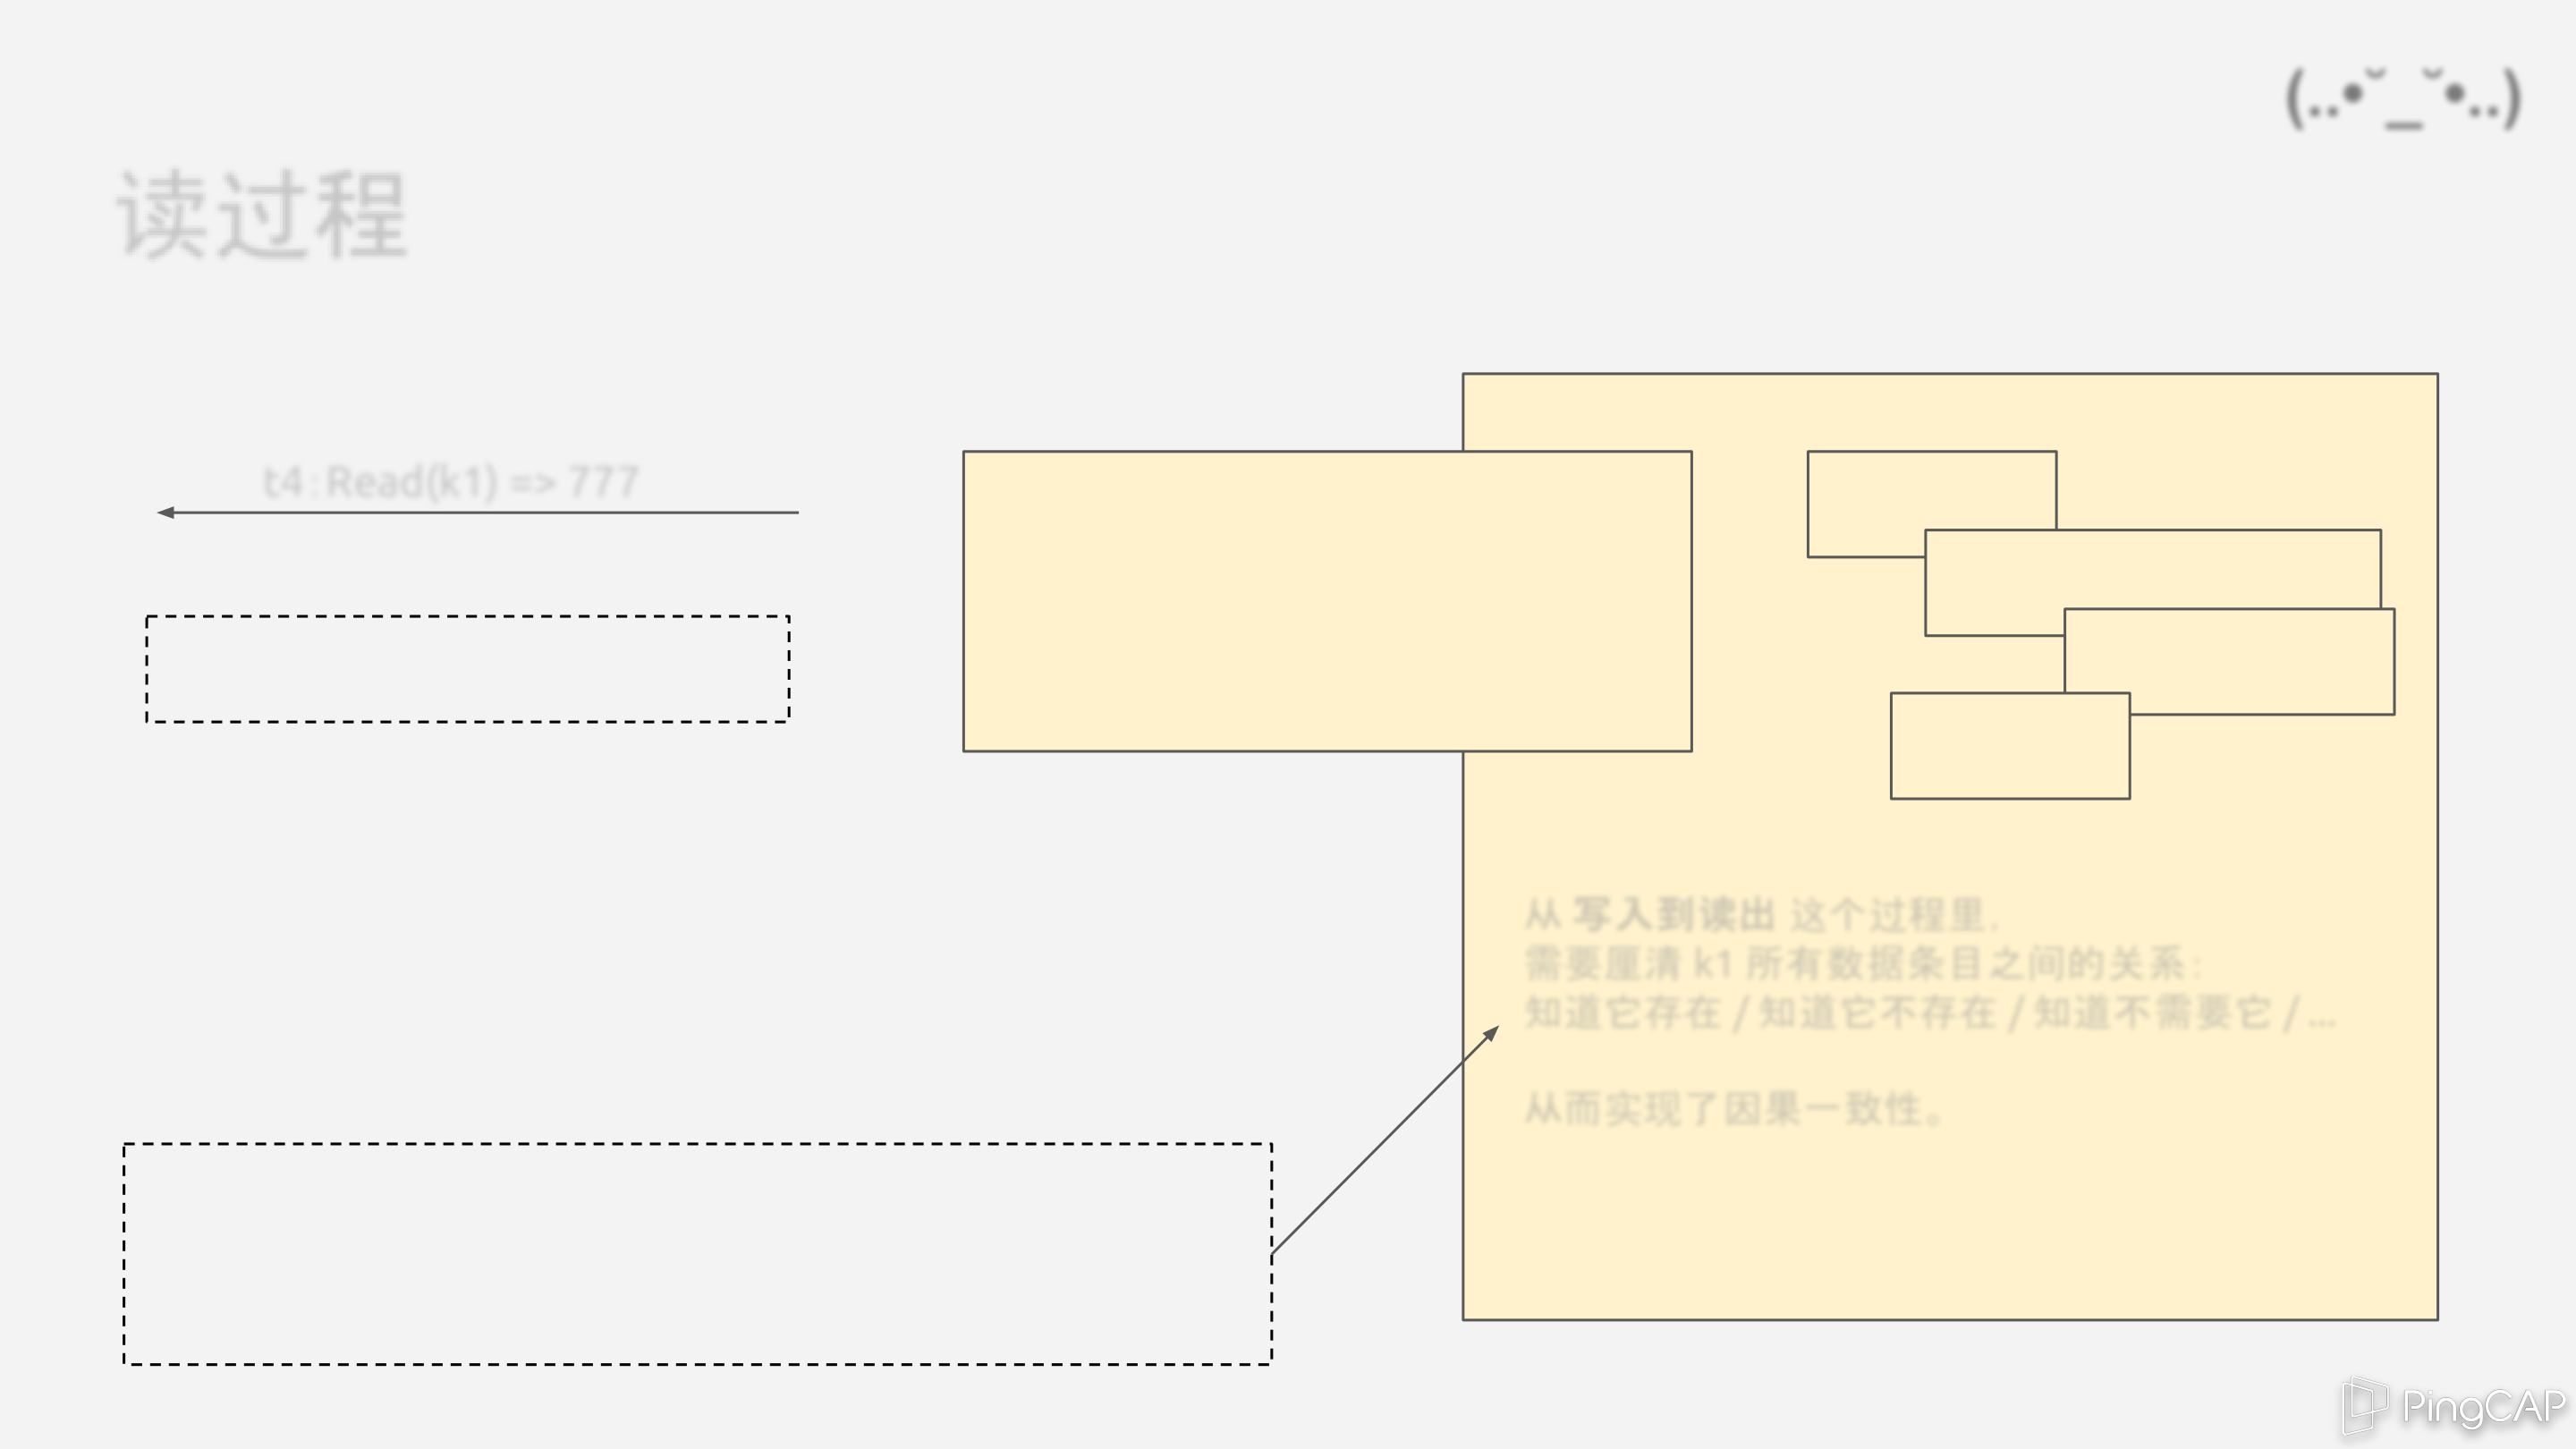 (..•˘_˘•..)
读过程
t4：Read(k1) => 777
从 写入到读出 这个过程里，
需要厘清 k1 所有数据条目之间的关系：
知道它存在 / 知道它不存在 / 知道不需要它 / ...
从而实现了因果一致性。
PingCAP